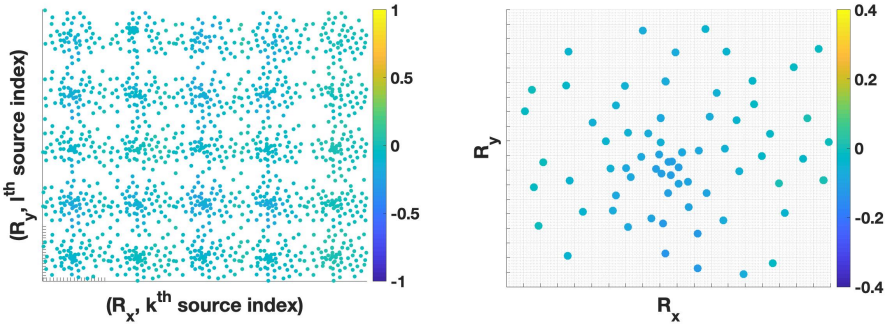 1
0.5
0
-0.5
-1
(R_y, l^th source index)
(R_x, k^th source index)
0.4
0.2
0
-0.2
-0.4
R_y
R_x